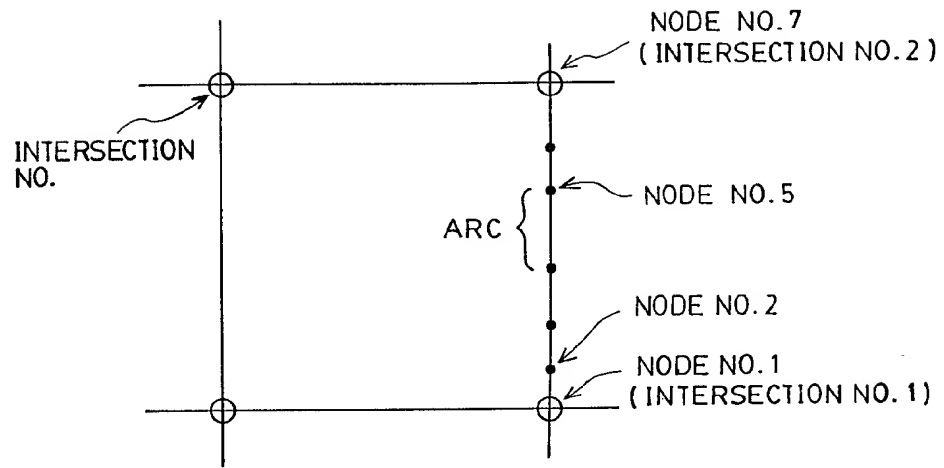 NODE NO. 7
(INTERSECTION NO. 2)
INTERSECTION
NO.
NODE NO. 5
ARC
NODE NO. 2
NODE NO. 1
(INTERSECTION NO. 1)